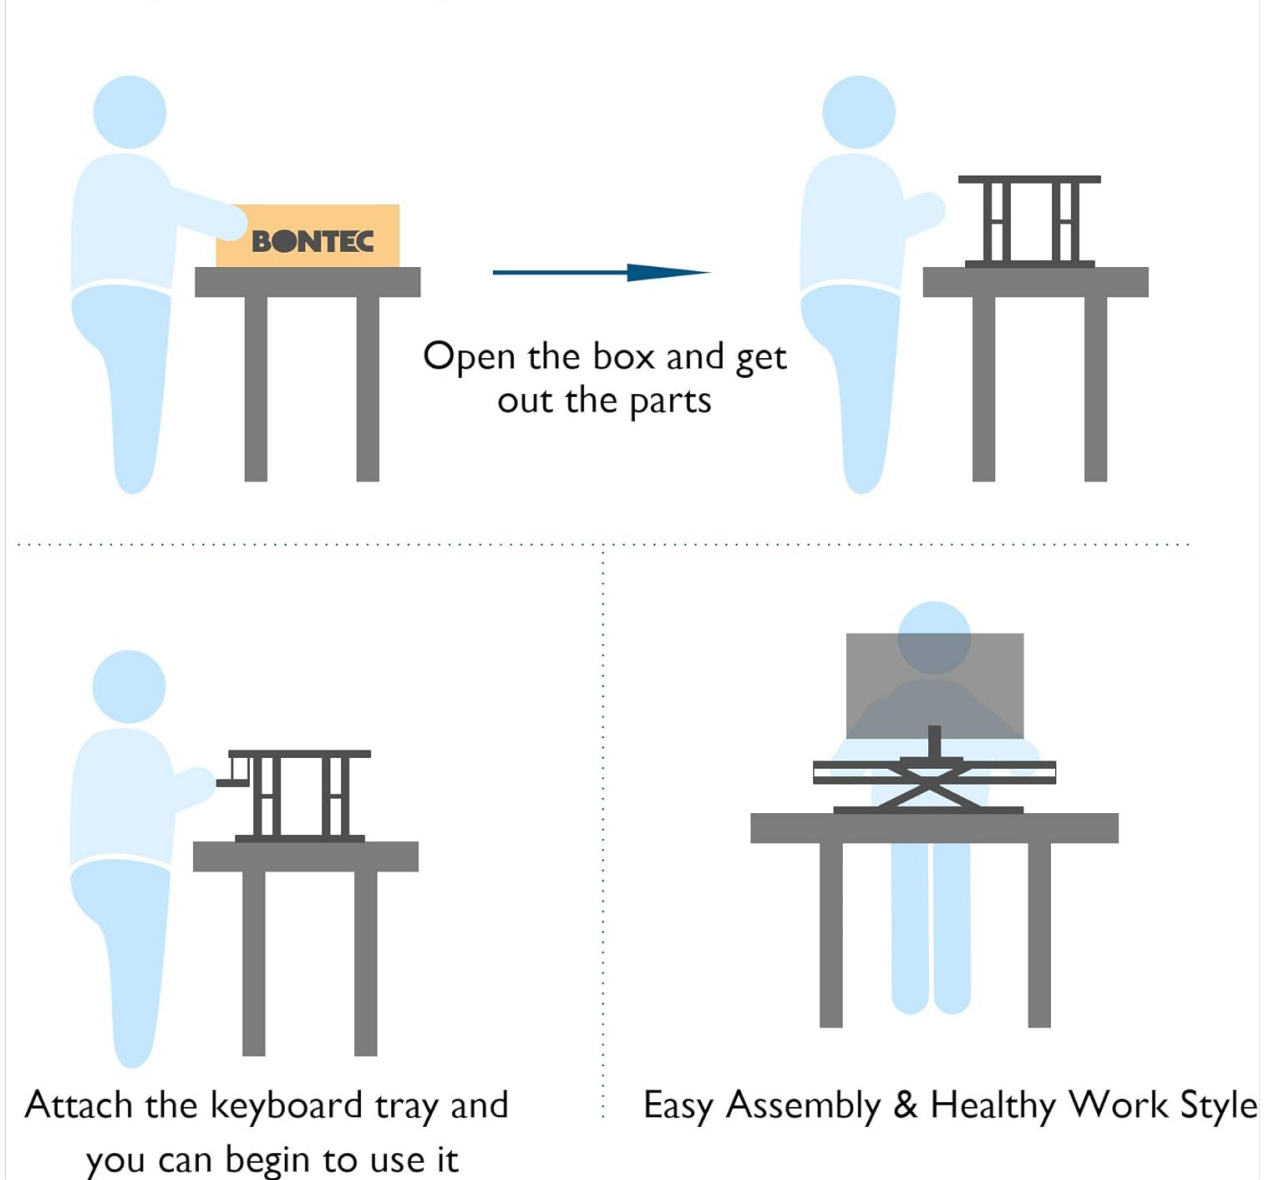 BONTEC
Open the box and get
out the parts
Attach the keyboard tray and
you can begin to use it
Easy Assembly & Healthy Work Style